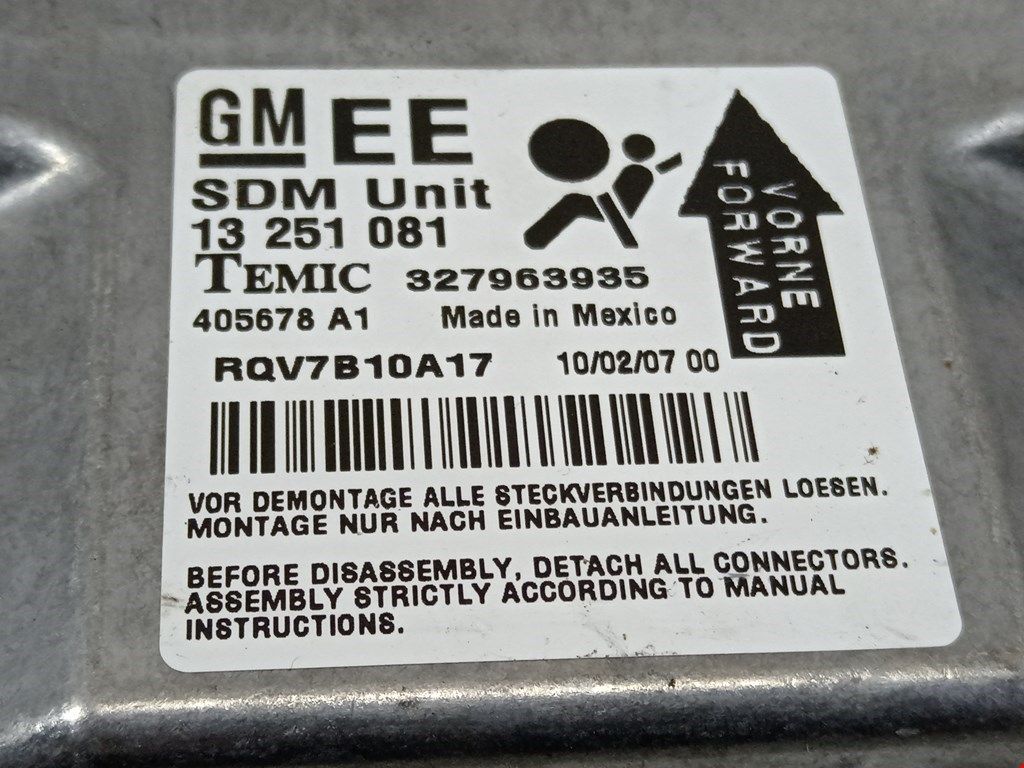 GM EE
SDM Unit
13 251 081
TEMIC 327963935
405678 A1 Made in Mexico
RQV7B10A17 10/02/07 00
VORNE
FORWARD
VOR DEMONTAGE ALLE STECKVERBINDUNGEN LOESEN.
MONTAGE NUR NACH EINBAUANLEITUNG.
BEFORE DISASSEMBLY, DETACH ALL CONNECTORS.
ASSEMBLY STRICTLY ACCORDING TO MANUAL
INSTRUCTIONS.